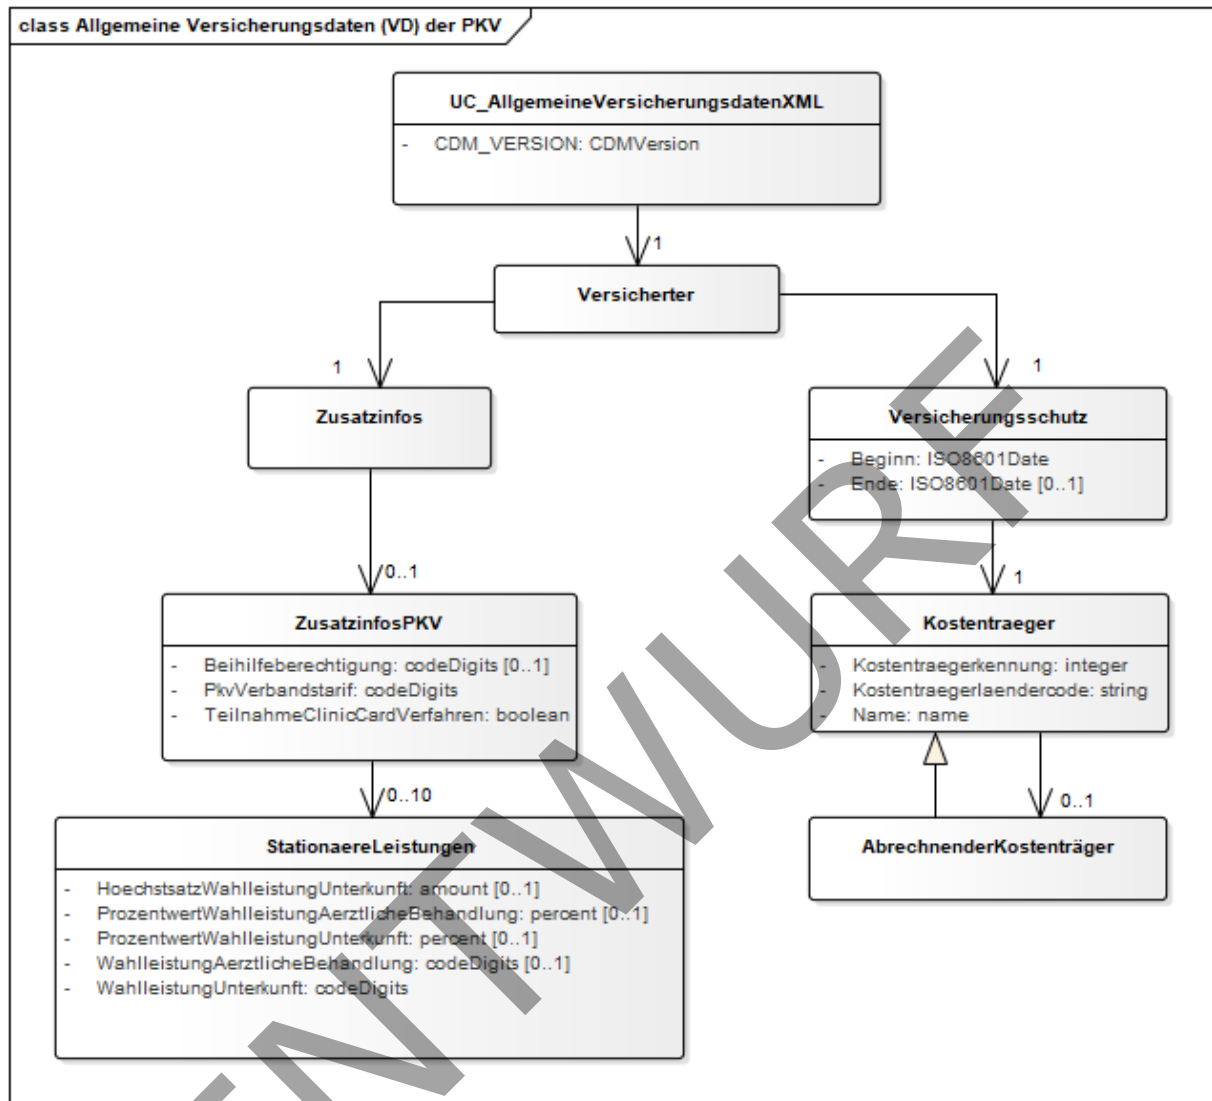 class Allgemeine Versicherungsdaten (VD) der PKV
UC_AllgemeineVersicherungsdatenXML
- CDM_VERSION: CDMVersion
1
Versicherter
1
1
Zusatzinfos
Versicherungsschutz
- Beginn: ISO8601Date
- Ende: ISO8601Date [0..1]
0..1
1
ZusatzinfosPKV
- Beihilfeberechtigung: codeDigits [0..1]
- PkvVerbandstarif: codeDigits
- TeilnahmeClinicCardVerfahren: boolean
Kostentraeger
- Kostentraegerkennung: integer
- Kostentraegerlaendercode: string
- Name: name
0..10
0..1
StationaereLeistungen
- HoechstsatzWahlleistungUnterkunft: amount [0..1]
- ProzentwertWahlleistungAerztlicheBehandlung: percent [0..1]
- ProzentwertWahlleistungUnterkunft: percent [0..1]
- WahlleistungAerztlicheBehandlung: codeDigits [0..1]
- WahlleistungUnterkunft: codeDigits
AbrechnenderKostenträger
ENTWURF